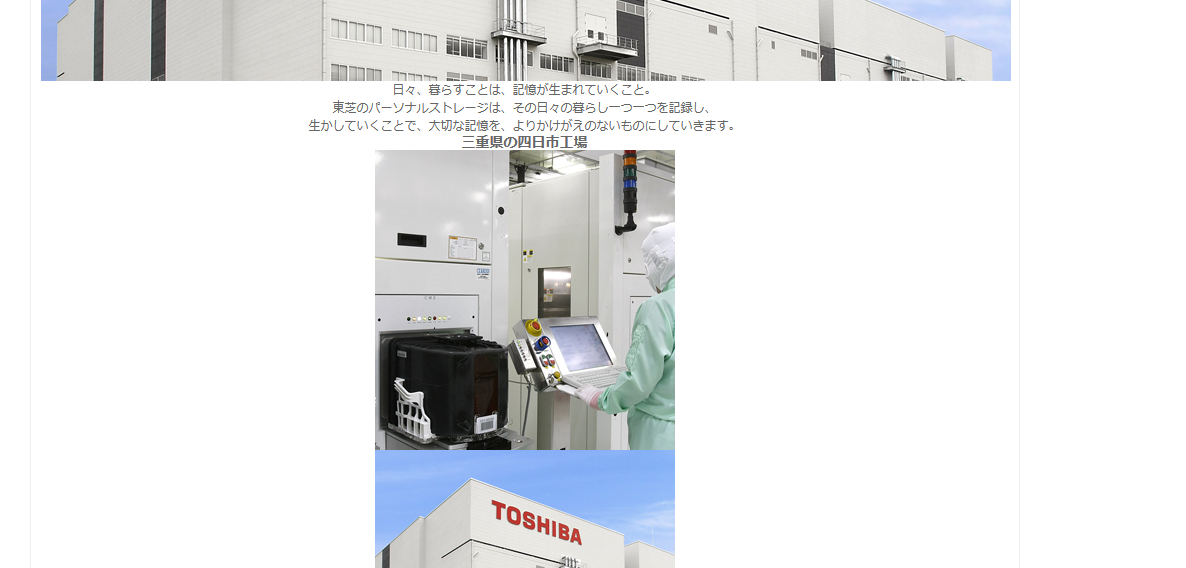 日々、暮らすことは、記憶が生まれていくこと。
東芝のパーソナルストレージは、その日々の暮らし一つ一つを記録し、
生かしていくことで、大切な記憶を、よりかけがえのないものにしていきます。
三重県の四日市工場
TOSHIBA